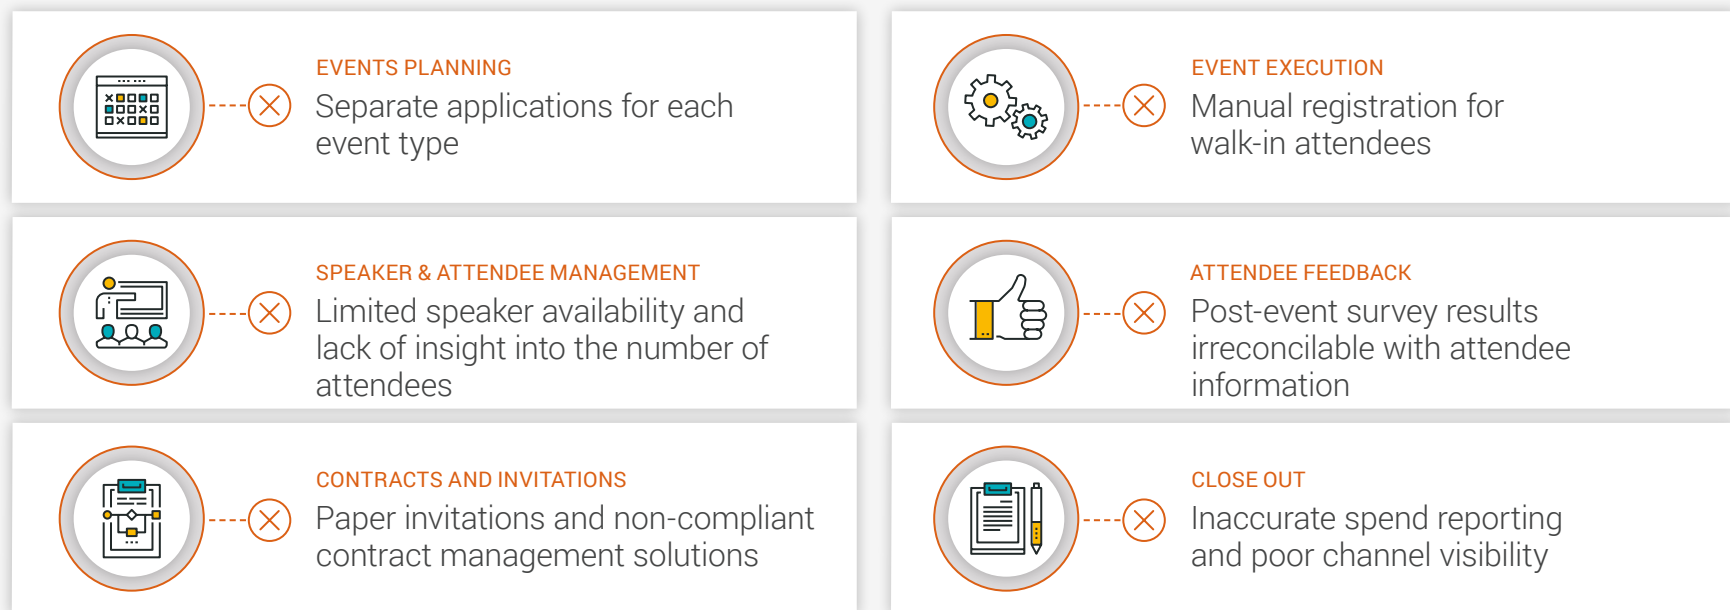 EVENTS PLANNING
Separate applications for each
event type
SPEAKER & ATTENDEE MANAGEMENT
Limited speaker availability and
lack of insight into the number of
attendees
CONTRACTS AND INVITATIONS
Paper invitations and non-compliant
contract management solutions
EVENT EXECUTION
Manual registration for
walk-in attendees
ATTENDEE FEEDBACK
Post-event survey results
irreconcilable with attendee
information
CLOSE OUT
Inaccurate spend reporting
and poor channel visibility